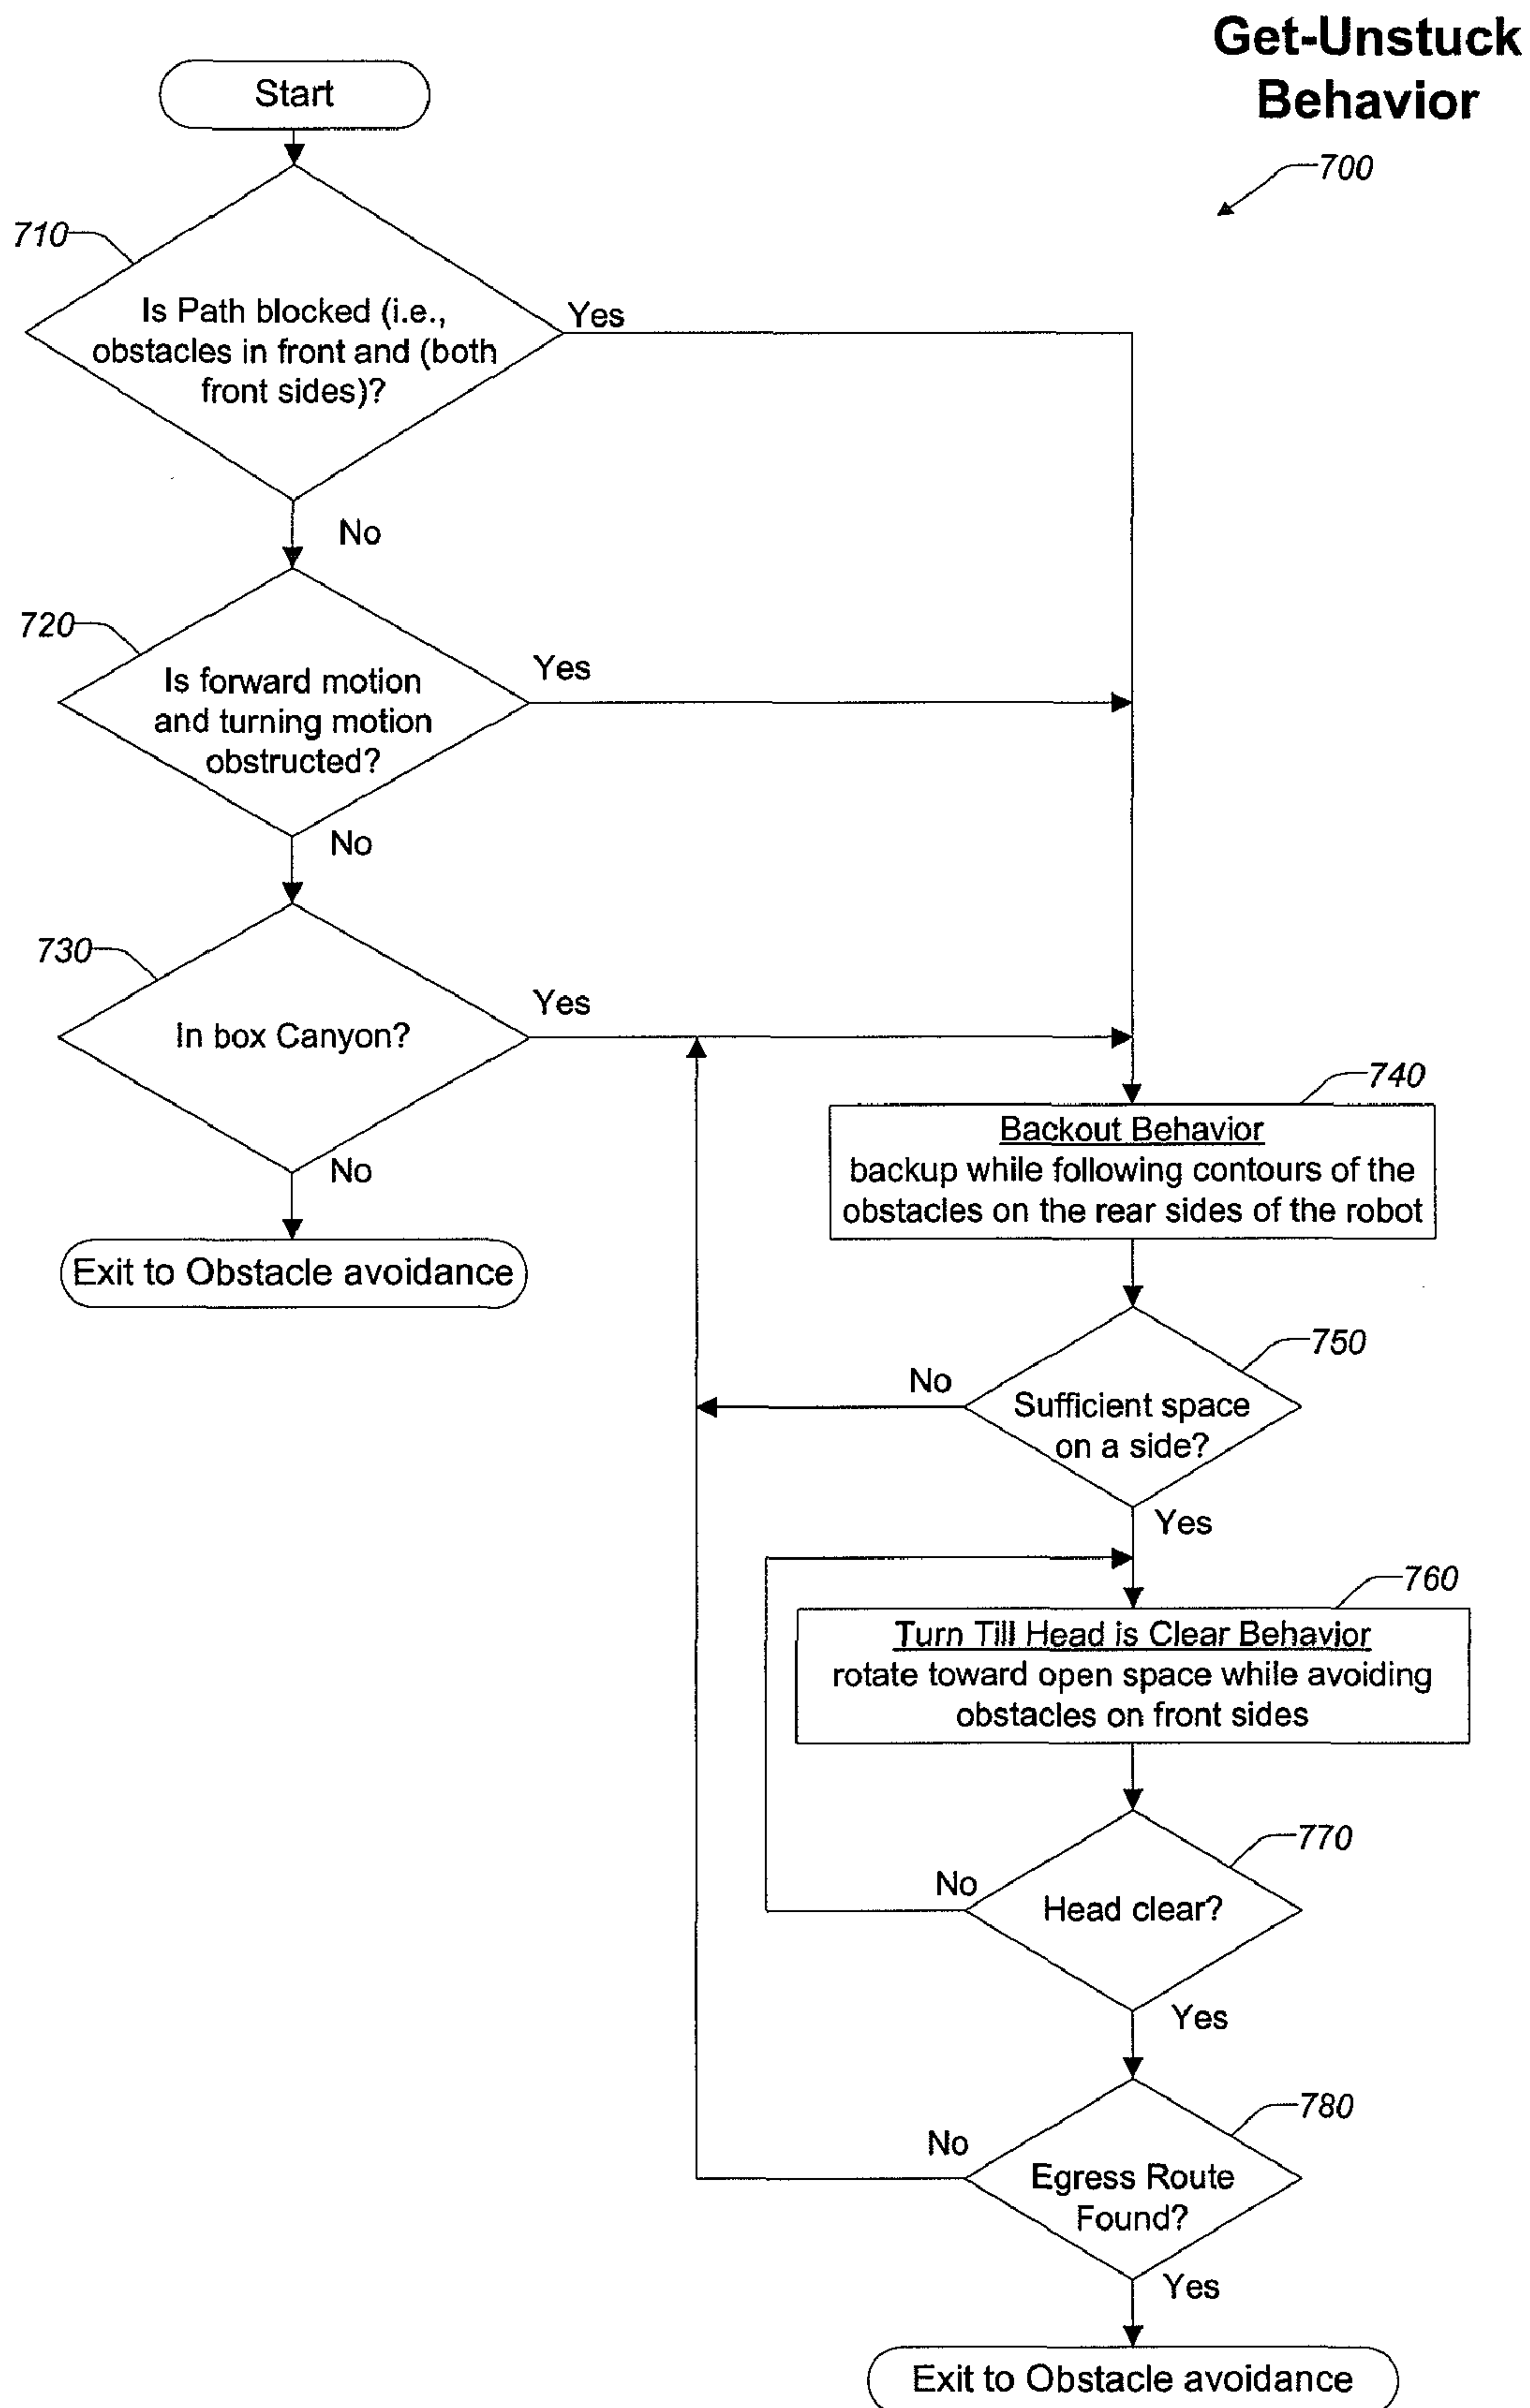 Get-Unstuck
Behavior
700
Start
710
Is Path blocked (i.e.,
obstacles in front and (both
front sides)?
Yes
No
720
Is forward motion
and turning motion
obstructed?
Yes
No
730
In box Canyon?
Yes
No
Exit to Obstacle avoidance
740
Backout Behavior
backup while following contours of the
obstacles on the rear sides of the robot
750
Sufficient space
on a side?
No
Yes
760
Turn Till Head is Clear Behavior
rotate toward open space while avoiding
obstacles on front sides
770
Head clear?
No
Yes
780
Egress Route
Found?
No
Yes
Exit to Obstacle avoidance